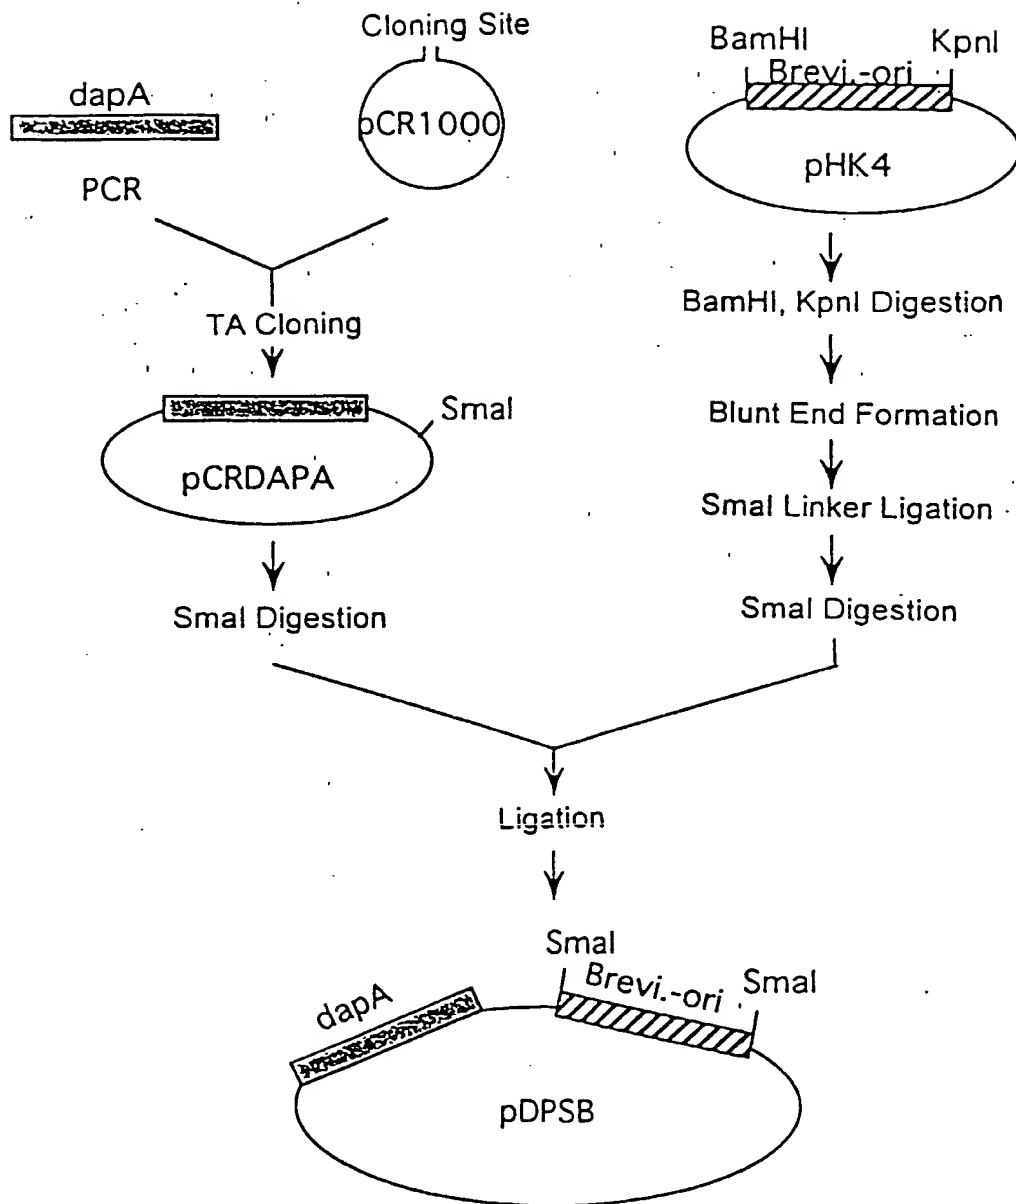 Cloning Site
dapA
pCR1000
PCR
BamHI
KpnI
Brevi.-ori
pHK4
TA Cloning
BamHI, KpnI Digestion
SmaI
pCRDAPA
Blunt End Formation
SmaI Linker Ligation
SmaI Digestion
SmaI Digestion
Ligation
SmaI
Brevi.-ori
SmaI
dapA
pDPSB